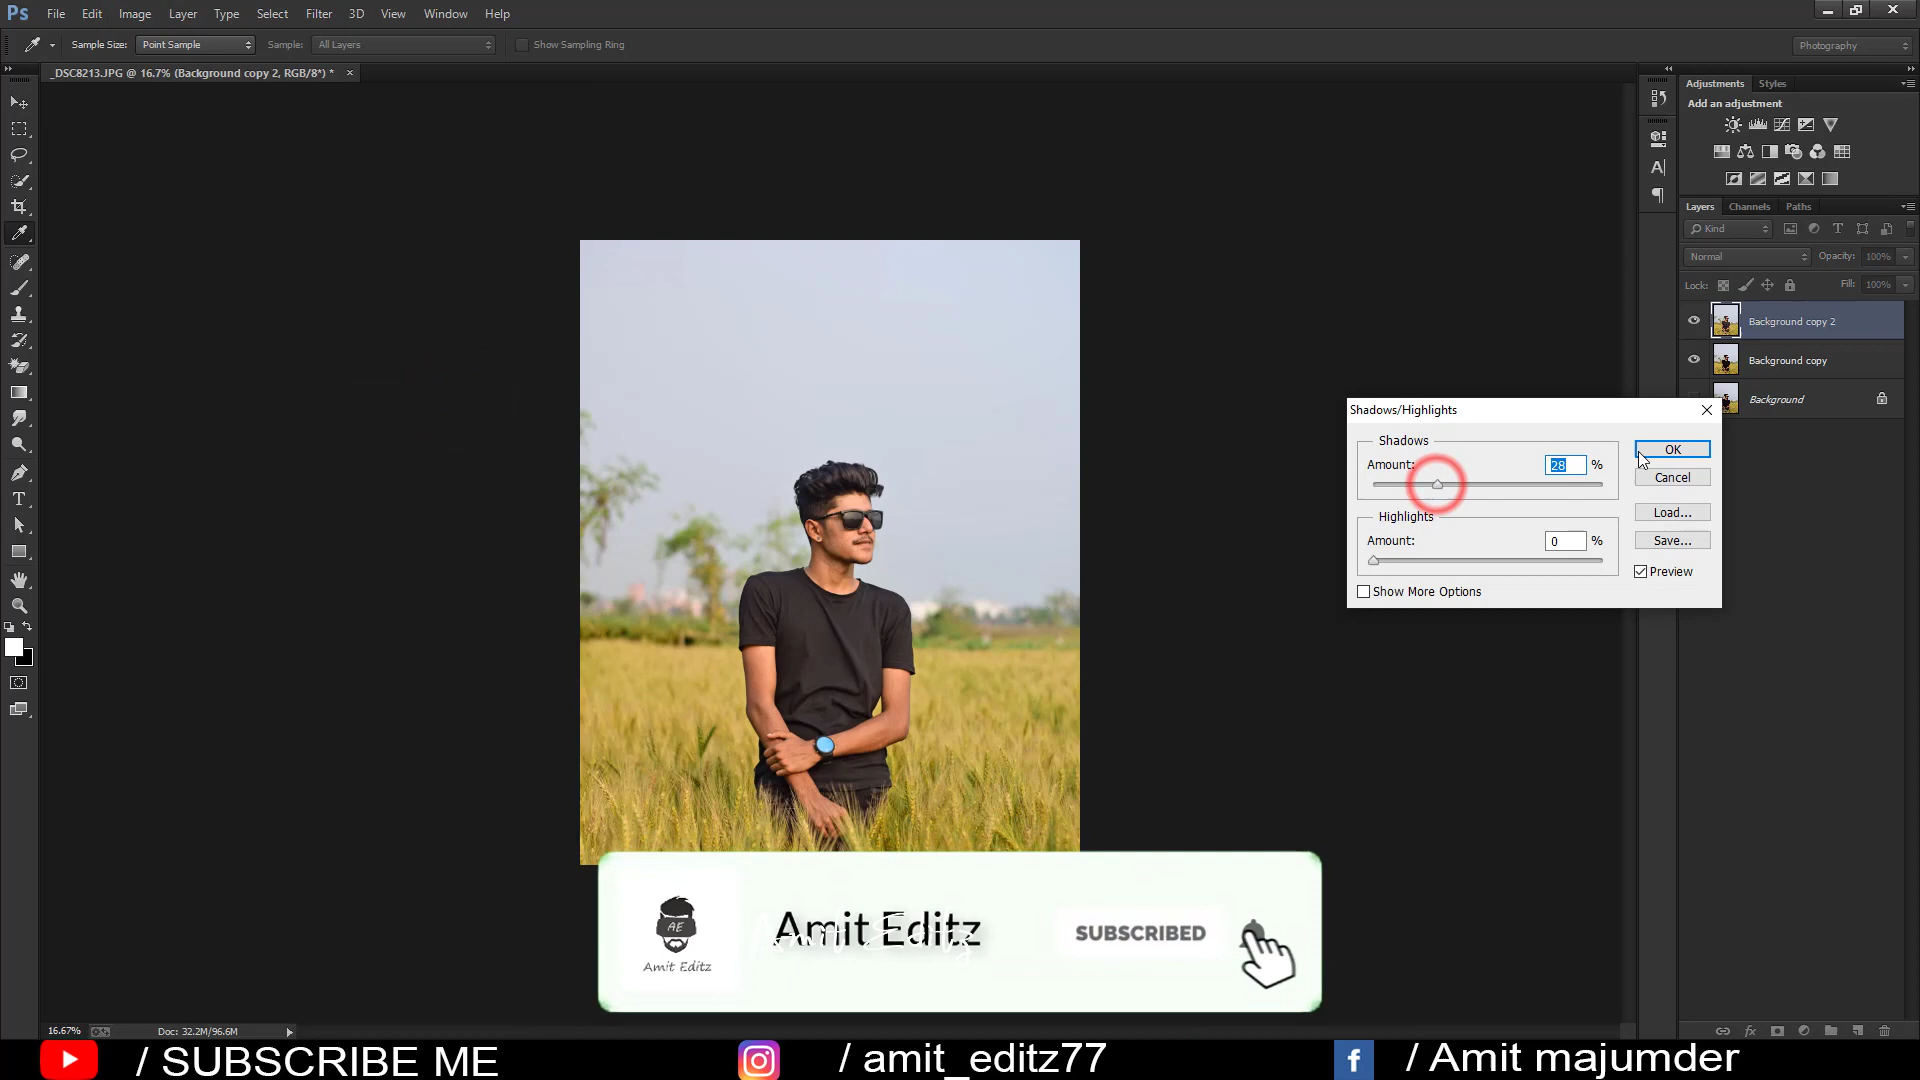 Ps File Edit Image Layer Type Select Filter 3D View Window Help
Sample Size: Point Sample Sample: All Layers Show Sampling Ring Photography
_DSC8213.JPG @ 16.7% (Background copy 2, RGB/8*) * ×
Adjustments Styles
Add an adjustment
Layers Channels Paths
Kind
Normal Opacity: 100%
Lock: Fill: 100%
Background copy 2
Background copy
Background
Shadows/Highlights
Shadows
Amount: 28 %
Highlights
Amount: 0 %
Show More Options
OK
Cancel
Load...
Save...
Preview
AE
Amit Editz
Amit Editz
Amit Editz
SUBSCRIBED
16.67% Doc: 32.2M/96.6M
/ SUBSCRIBE ME
/ amit_editz77
/ Amit majumder